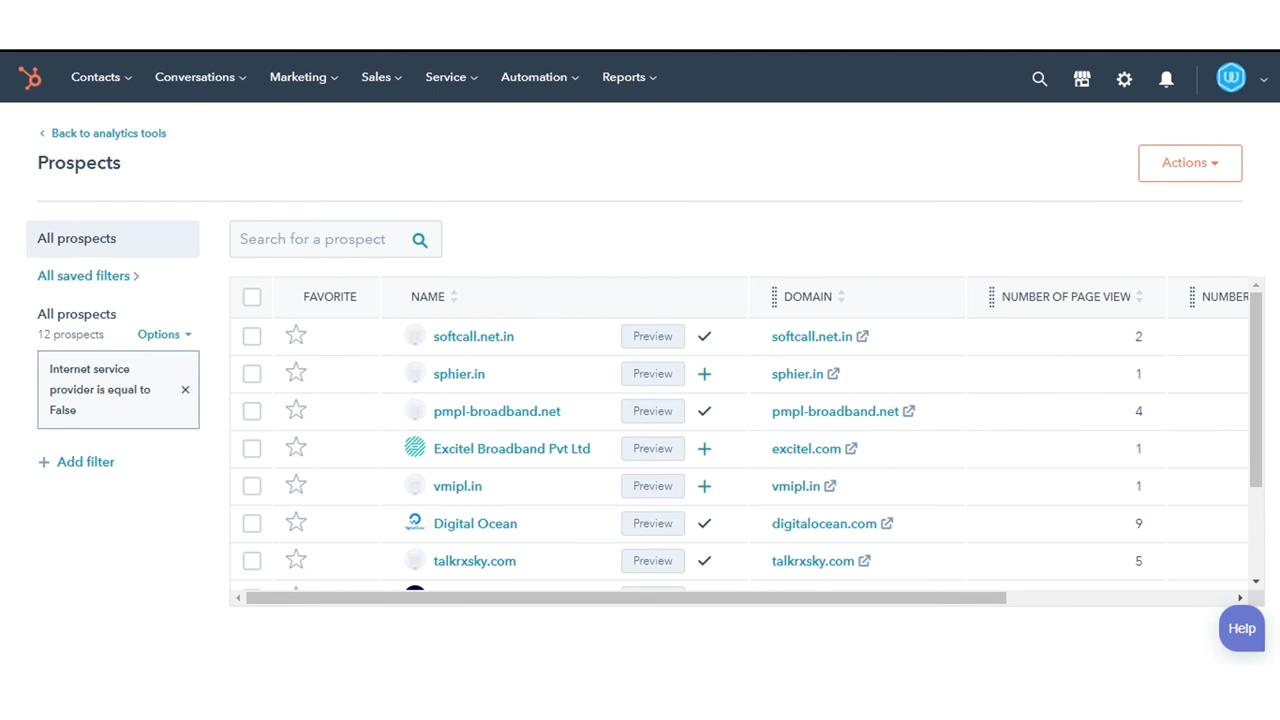 Contacts Conversations Marketing Sales Service Automation Reports
Back to analytics tools
Prospects
Actions
All prospects
All saved filters
All prospects
12 prospects Options
Internet service
provider is equal to
False
+ Add filter
Search for a prospect
FAVORITE NAME DOMAIN NUMBER OF PAGE VIEW NUMBER
softcall.net.in Preview softcall.net.in 2
sphier.in Preview sphier.in 1
pmpl-broadband.net Preview pmpl-broadband.net 4
Excitel Broadband Pvt Ltd Preview excitel.com 1
vmipl.in Preview vmipl.in 1
Digital Ocean Preview digitalocean.com 9
talkrxsky.com Preview talkrxsky.com 5
Help